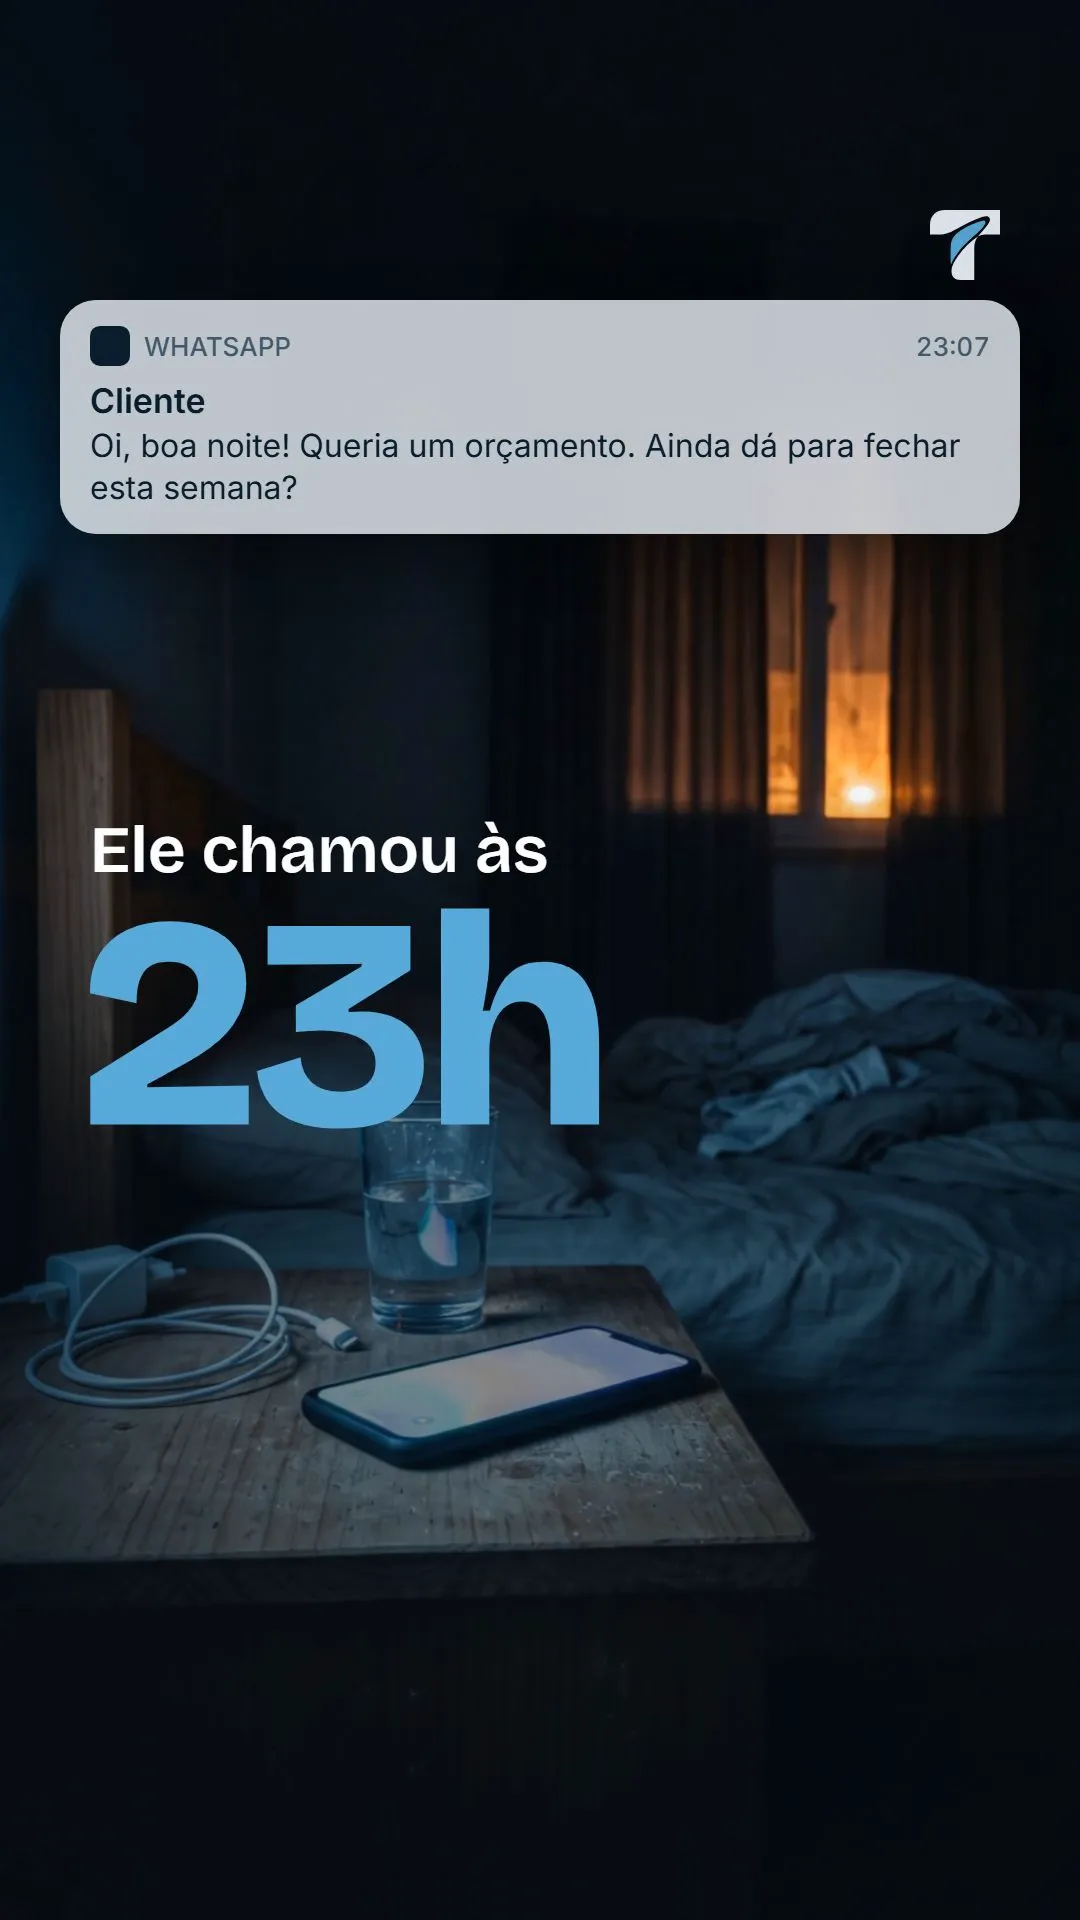 WHATSAPP 23:07
Cliente
Oi, boa noite! Queria um orçamento. Ainda dá para fechar
esta semana?
Ele chamou às
23h